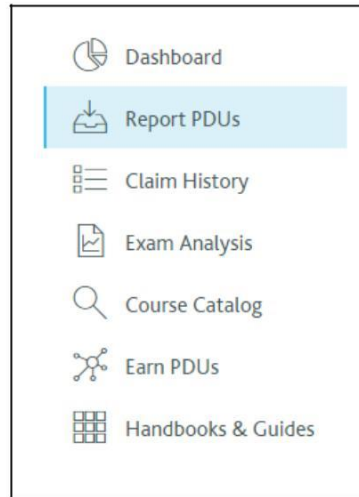 Dashboard
Report PDUs
Claim History
Exam Analysis
Course Catalog
Earn PDUs
Handbooks & Guides